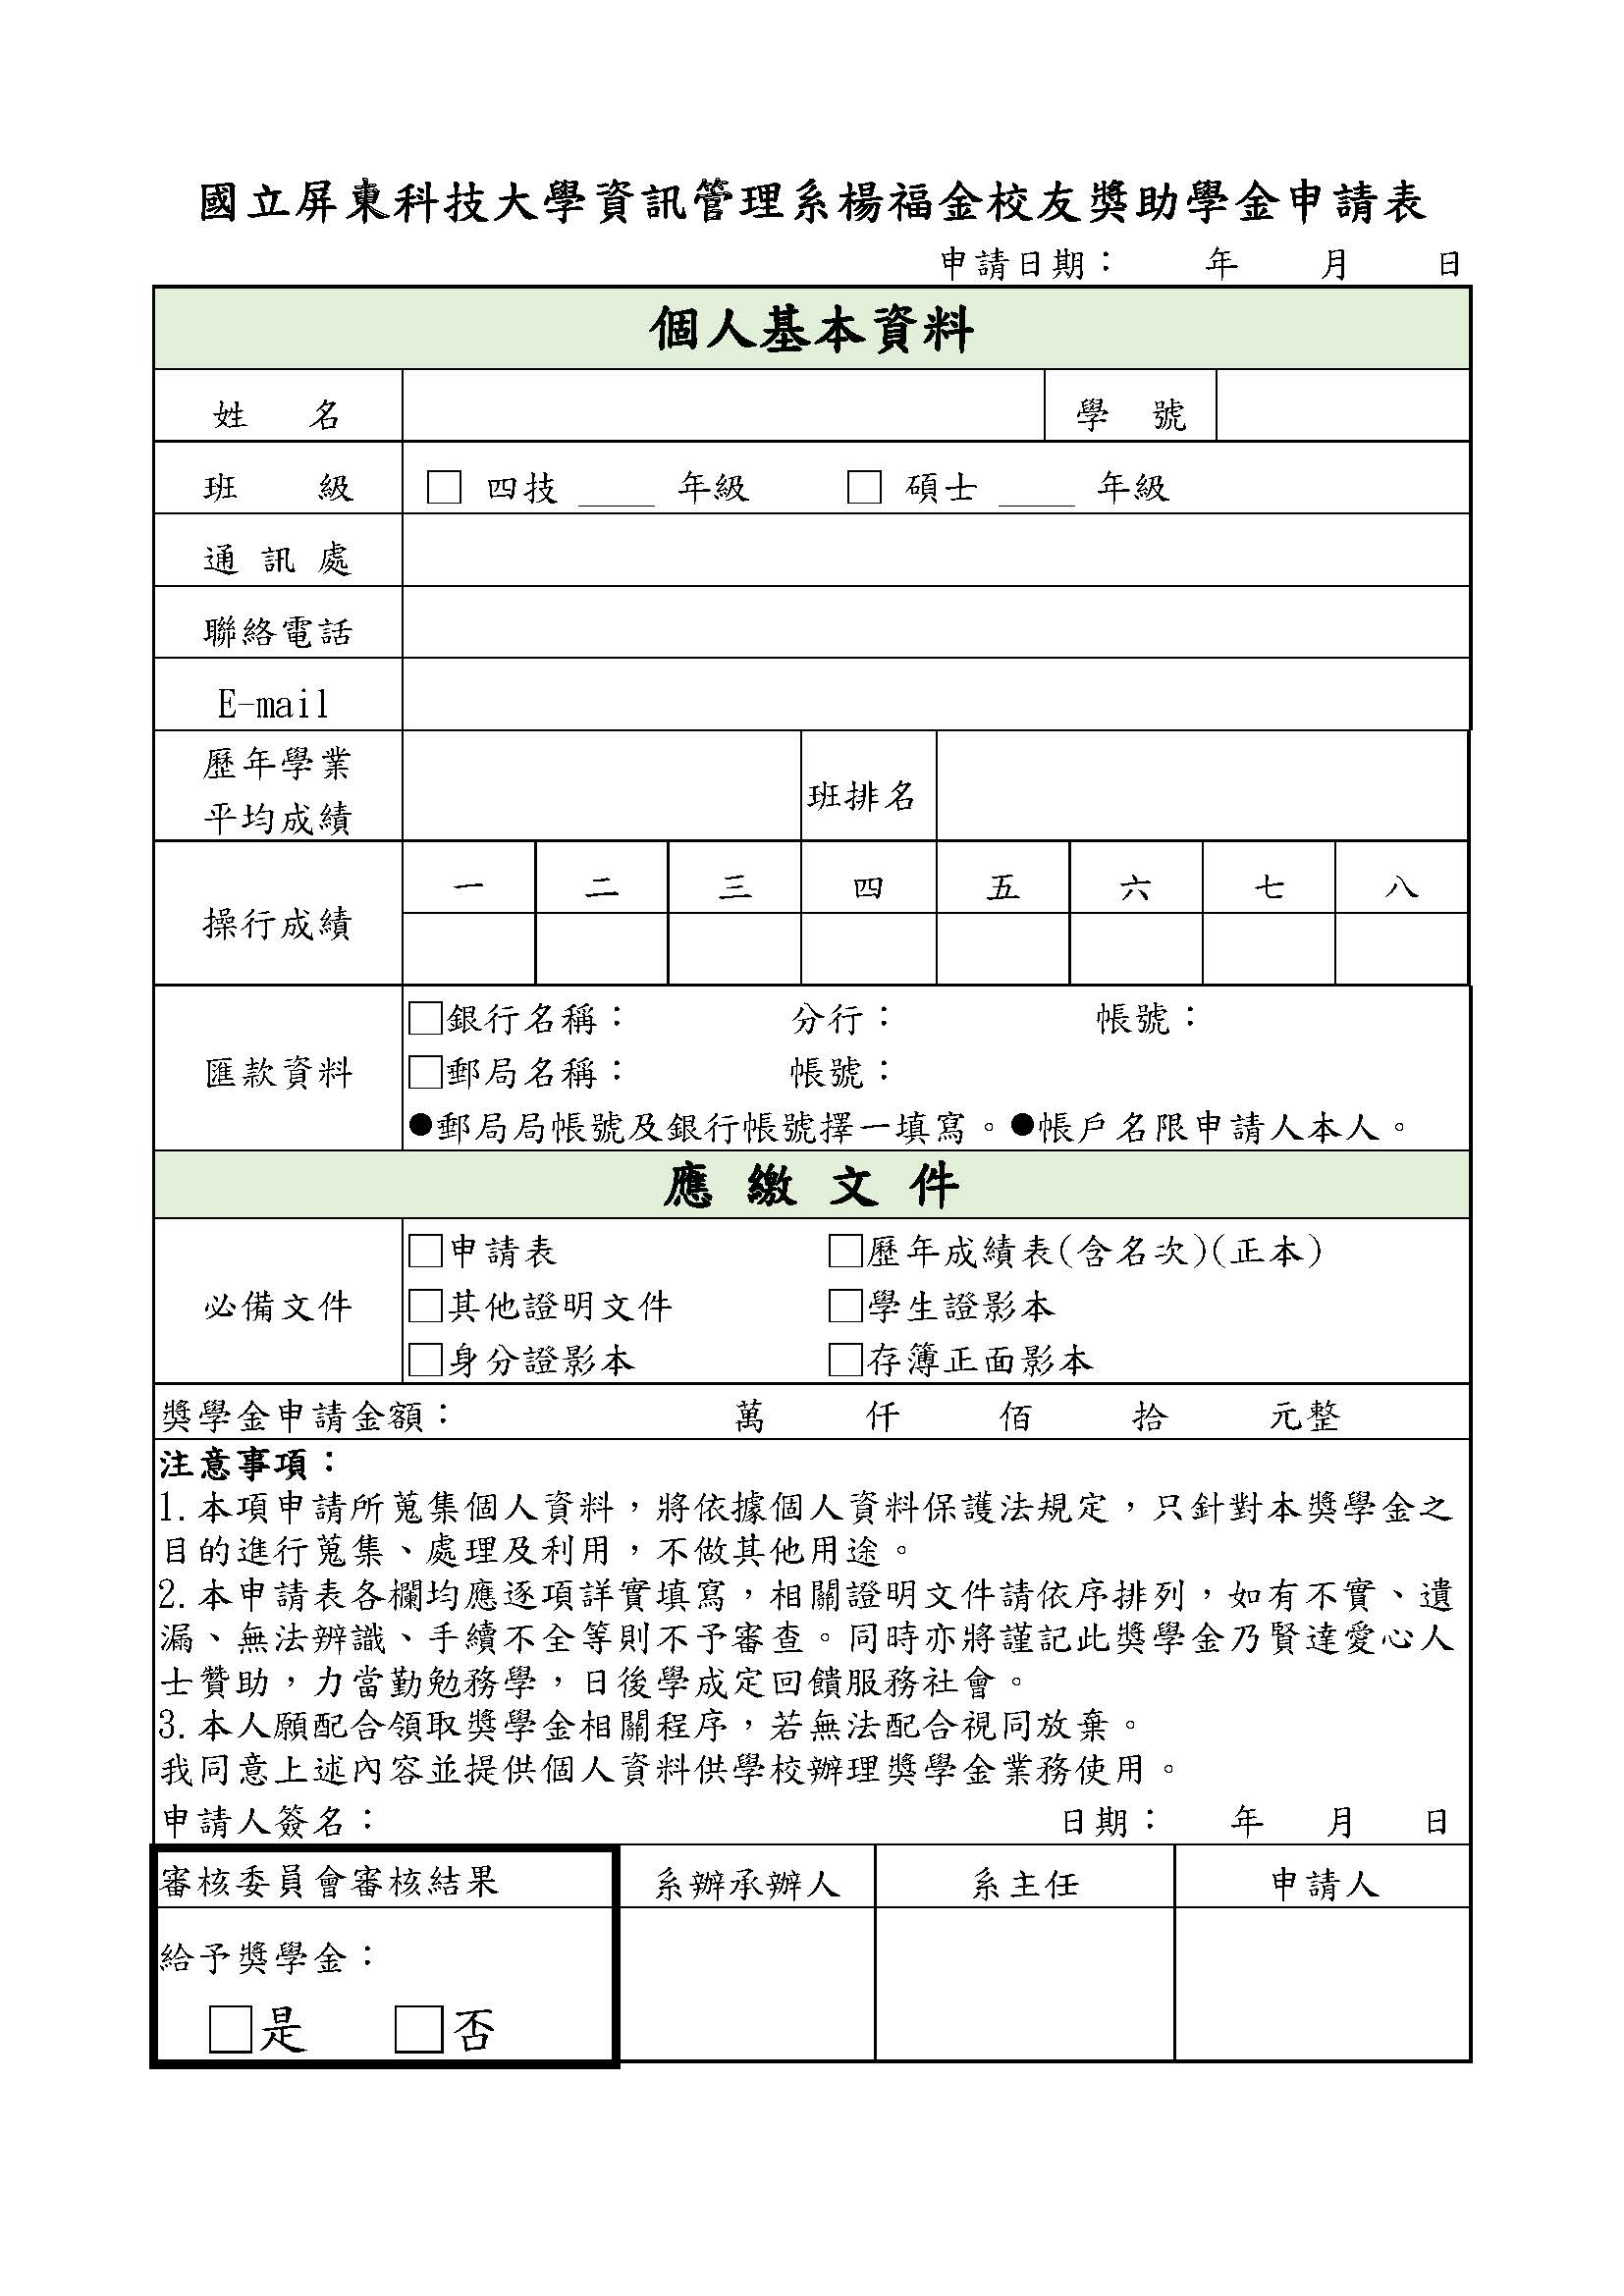 國立屏東科技大學資訊管理系楊福金校友獎助學金申請表
申請日期： 年 月 日
個人基本資料
姓 名 學 號
班 級 □ 四技 ____ 年級 □ 碩士 ____ 年級
通 訊 處
聯絡電話
E-mail
歷年學業
平均成績 班排名
操行成績 一 二 三 四 五 六 七 八
匯款資料
□銀行名稱： 分行： 帳號：
□郵局名稱： 帳號：
●郵局局帳號及銀行帳號擇一填寫。●帳戶名限申請人本人。
應 繳 文 件
必備文件
□申請表 □歷年成績表(含名次)(正本)
□其他證明文件 □學生證影本
□身分證影本 □存簿正面影本
獎學金申請金額： 萬 仟 佰 拾 元整
注意事項：
1.本項申請所蒐集個人資料，將依據個人資料保護法規定，只針對本獎學金之
目的進行蒐集、處理及利用，不做其他用途。
2.本申請表各欄均應逐項詳實填寫，相關證明文件請依序排列，如有不實、遺
漏、無法辨識、手續不全等則不予審查。同時亦將謹記此獎學金乃賢達愛心人
士贊助，力當勤勉務學，日後學成定回饋服務社會。
3.本人願配合領取獎學金相關程序，若無法配合視同放棄。
我同意上述內容並提供個人資料供學校辦理獎學金業務使用。
申請人簽名： 日期： 年 月 日
審核委員會審核結果 系辦承辦人 系主任 申請人
給予獎學金：
□是 □否